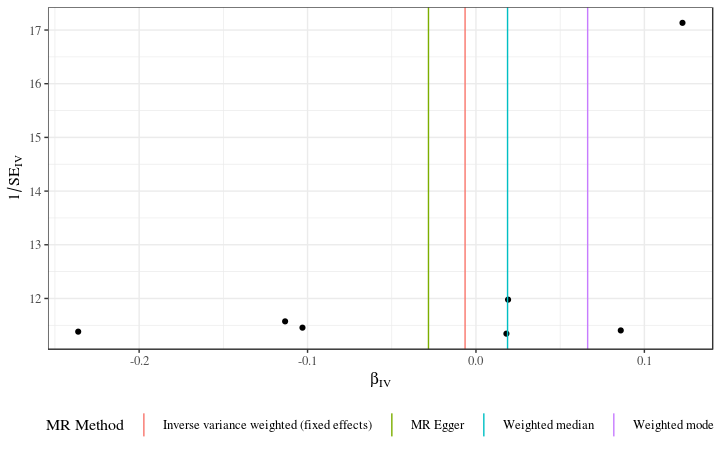 17
16
15
14
13
12
1/SE_IV
-0.2 -0.1 0.0 0.1
β_IV
MR Method Inverse variance weighted (fixed effects) MR Egger Weighted median Weighted mode